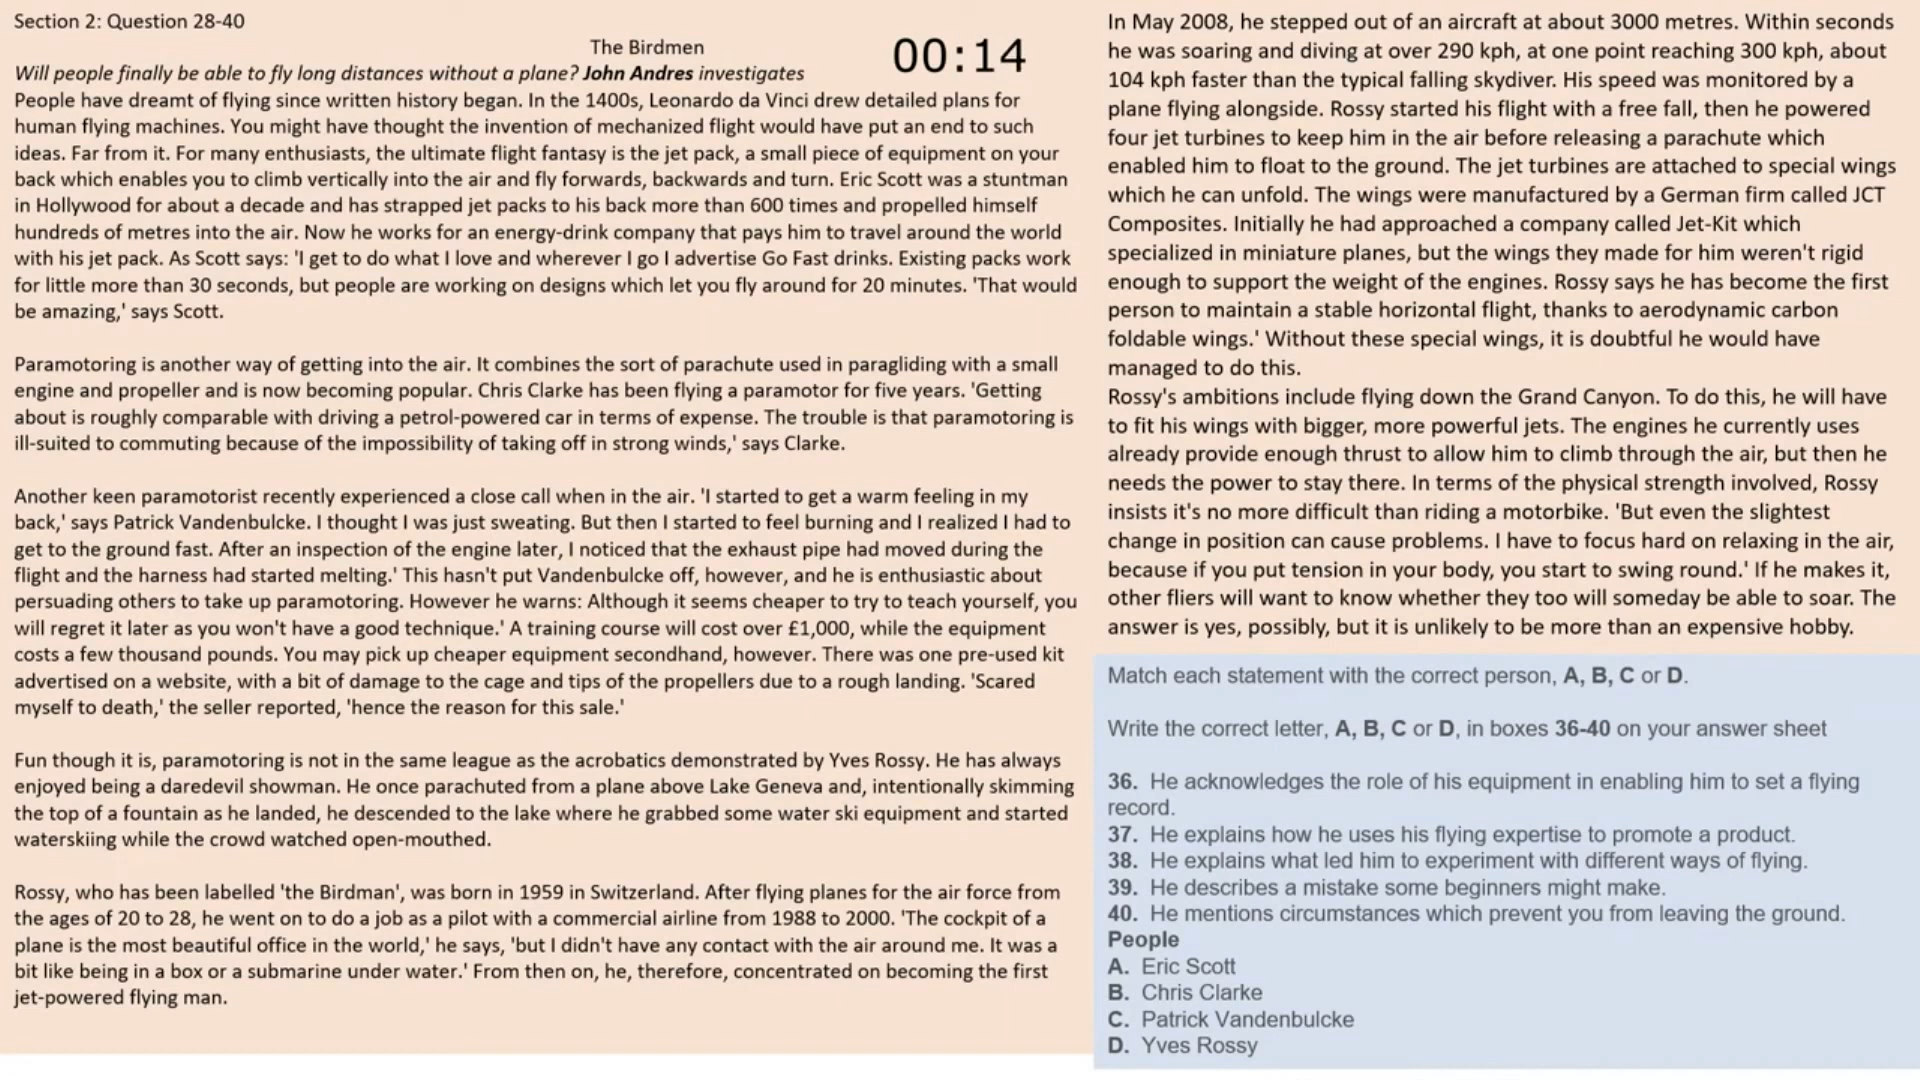 Section 2: Question 28-40
The Birdmen
00:14
Will people finally be able to fly long distances without a plane? John Andres investigates
People have dreamt of flying since written history began. In the 1400s, Leonardo da Vinci drew detailed plans for
human flying machines. You might have thought the invention of mechanized flight would have put an end to such
ideas. Far from it. For many enthusiasts, the ultimate flight fantasy is the jet pack, a small piece of equipment on your
back which enables you to climb vertically into the air and fly forwards, backwards and turn. Eric Scott was a stuntman
in Hollywood for about a decade and has strapped jet packs to his back more than 600 times and propelled himself
hundreds of metres into the air. Now he works for an energy-drink company that pays him to travel around the world
with his jet pack. As Scott says: 'I get to do what I love and wherever I go I advertise Go Fast drinks. Existing packs work
for little more than 30 seconds, but people are working on designs which let you fly around for 20 minutes. 'That would
be amazing,' says Scott.
Paramotoring is another way of getting into the air. It combines the sort of parachute used in paragliding with a small
engine and propeller and is now becoming popular. Chris Clarke has been flying a paramotor for five years. 'Getting
about is roughly comparable with driving a petrol-powered car in terms of expense. The trouble is that paramotoring is
ill-suited to commuting because of the impossibility of taking off in strong winds,' says Clarke.
Another keen paramotorist recently experienced a close call when in the air. 'I started to get a warm feeling in my
back,' says Patrick Vandenbulcke. I thought I was just sweating. But then I started to feel burning and I realized I had to
get to the ground fast. After an inspection of the engine later, I noticed that the exhaust pipe had moved during the
flight and the harness had started melting.' This hasn't put Vandenbulcke off, however, and he is enthusiastic about
persuading others to take up paramotoring. However he warns: Although it seems cheaper to try to teach yourself, you
will regret it later as you won't have a good technique.' A training course will cost over £1,000, while the equipment
costs a few thousand pounds. You may pick up cheaper equipment secondhand, however. There was one pre-used kit
advertised on a website, with a bit of damage to the cage and tips of the propellers due to a rough landing. 'Scared
myself to death,' the seller reported, 'hence the reason for this sale.'
Fun though it is, paramotoring is not in the same league as the acrobatics demonstrated by Yves Rossy. He has always
enjoyed being a daredevil showman. He once parachuted from a plane above Lake Geneva and, intentionally skimming
the top of a fountain as he landed, he descended to the lake where he grabbed some water ski equipment and started
waterskiing while the crowd watched open-mouthed.
Rossy, who has been labelled 'the Birdman', was born in 1959 in Switzerland. After flying planes for the air force from
the ages of 20 to 28, he went on to do a job as a pilot with a commercial airline from 1988 to 2000. 'The cockpit of a
plane is the most beautiful office in the world,' he says, 'but I didn't have any contact with the air around me. It was a
bit like being in a box or a submarine under water.' From then on, he, therefore, concentrated on becoming the first
jet-powered flying man.
In May 2008, he stepped out of an aircraft at about 3000 metres. Within seconds
he was soaring and diving at over 290 kph, at one point reaching 300 kph, about
104 kph faster than the typical falling skydiver. His speed was monitored by a
plane flying alongside. Rossy started his flight with a free fall, then he powered
four jet turbines to keep him in the air before releasing a parachute which
enabled him to float to the ground. The jet turbines are attached to special wings
which he can unfold. The wings were manufactured by a German firm called JCT
Composites. Initially he had approached a company called Jet-Kit which
specialized in miniature planes, but the wings they made for him weren't rigid
enough to support the weight of the engines. Rossy says he has become the first
person to maintain a stable horizontal flight, thanks to aerodynamic carbon
foldable wings.' Without these special wings, it is doubtful he would have
managed to do this.
Rossy's ambitions include flying down the Grand Canyon. To do this, he will have
to fit his wings with bigger, more powerful jets. The engines he currently uses
already provide enough thrust to allow him to climb through the air, but then he
needs the power to stay there. In terms of the physical strength involved, Rossy
insists it's no more difficult than riding a motorbike. 'But even the slightest
change in position can cause problems. I have to focus hard on relaxing in the air,
because if you put tension in your body, you start to swing round.' If he makes it,
other fliers will want to know whether they too will someday be able to soar. The
answer is yes, possibly, but it is unlikely to be more than an expensive hobby.
Match each statement with the correct person, A, B, C or D.
Write the correct letter, A, B, C or D, in boxes 36-40 on your answer sheet
36. He acknowledges the role of his equipment in enabling him to set a flying
record.
37. He explains how he uses his flying expertise to promote a product.
38. He explains what led him to experiment with different ways of flying.
39. He describes a mistake some beginners might make.
40. He mentions circumstances which prevent you from leaving the ground.
People
A. Eric Scott
B. Chris Clarke
C. Patrick Vandenbulcke
D. Yves Rossy